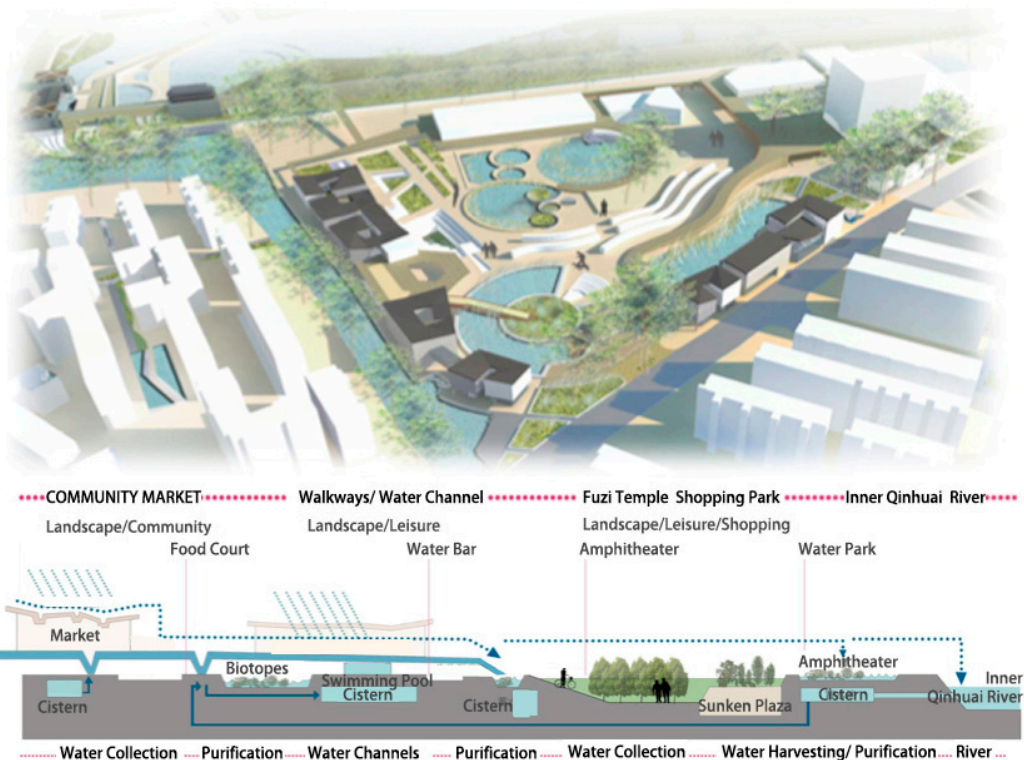 COMMUNITY MARKET
Walkways/ Water Channel
Fuzi Temple Shopping Park
Inner Qinhuai River
Landscape/Community
Landscape/Leisure
Landscape/Leisure/Shopping
Food Court
Water Bar
Amphitheater
Water Park
Market
Biotopes
Swimming Pool
Cistern
Cistern
Cistern
Sunken Plaza
Amphitheater
Cistern
Inner
Qinhuai River
Water Collection
Purification
Water Channels
Purification
Water Collection
Water Harvesting/ Purification
River